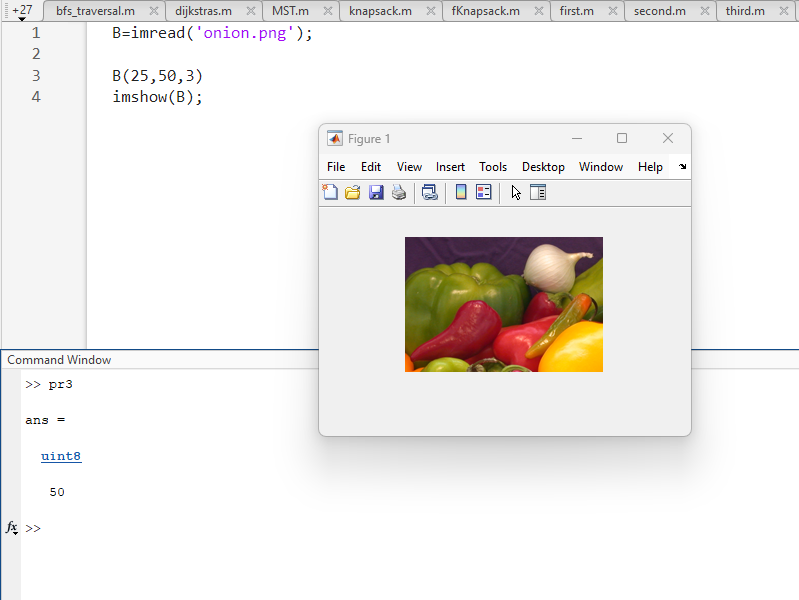 +27 bfs_traversal.m dijkstras.m MST.m knapsack.m fKnapsack.m first.m second.m third.m
1 B=imread('onion.png');
2
3 B(25,50,3)
4 imshow(B);
Figure 1
File Edit View Insert Tools Desktop Window Help
Command Window
>> pr3
ans =
uint8
50
fx >>